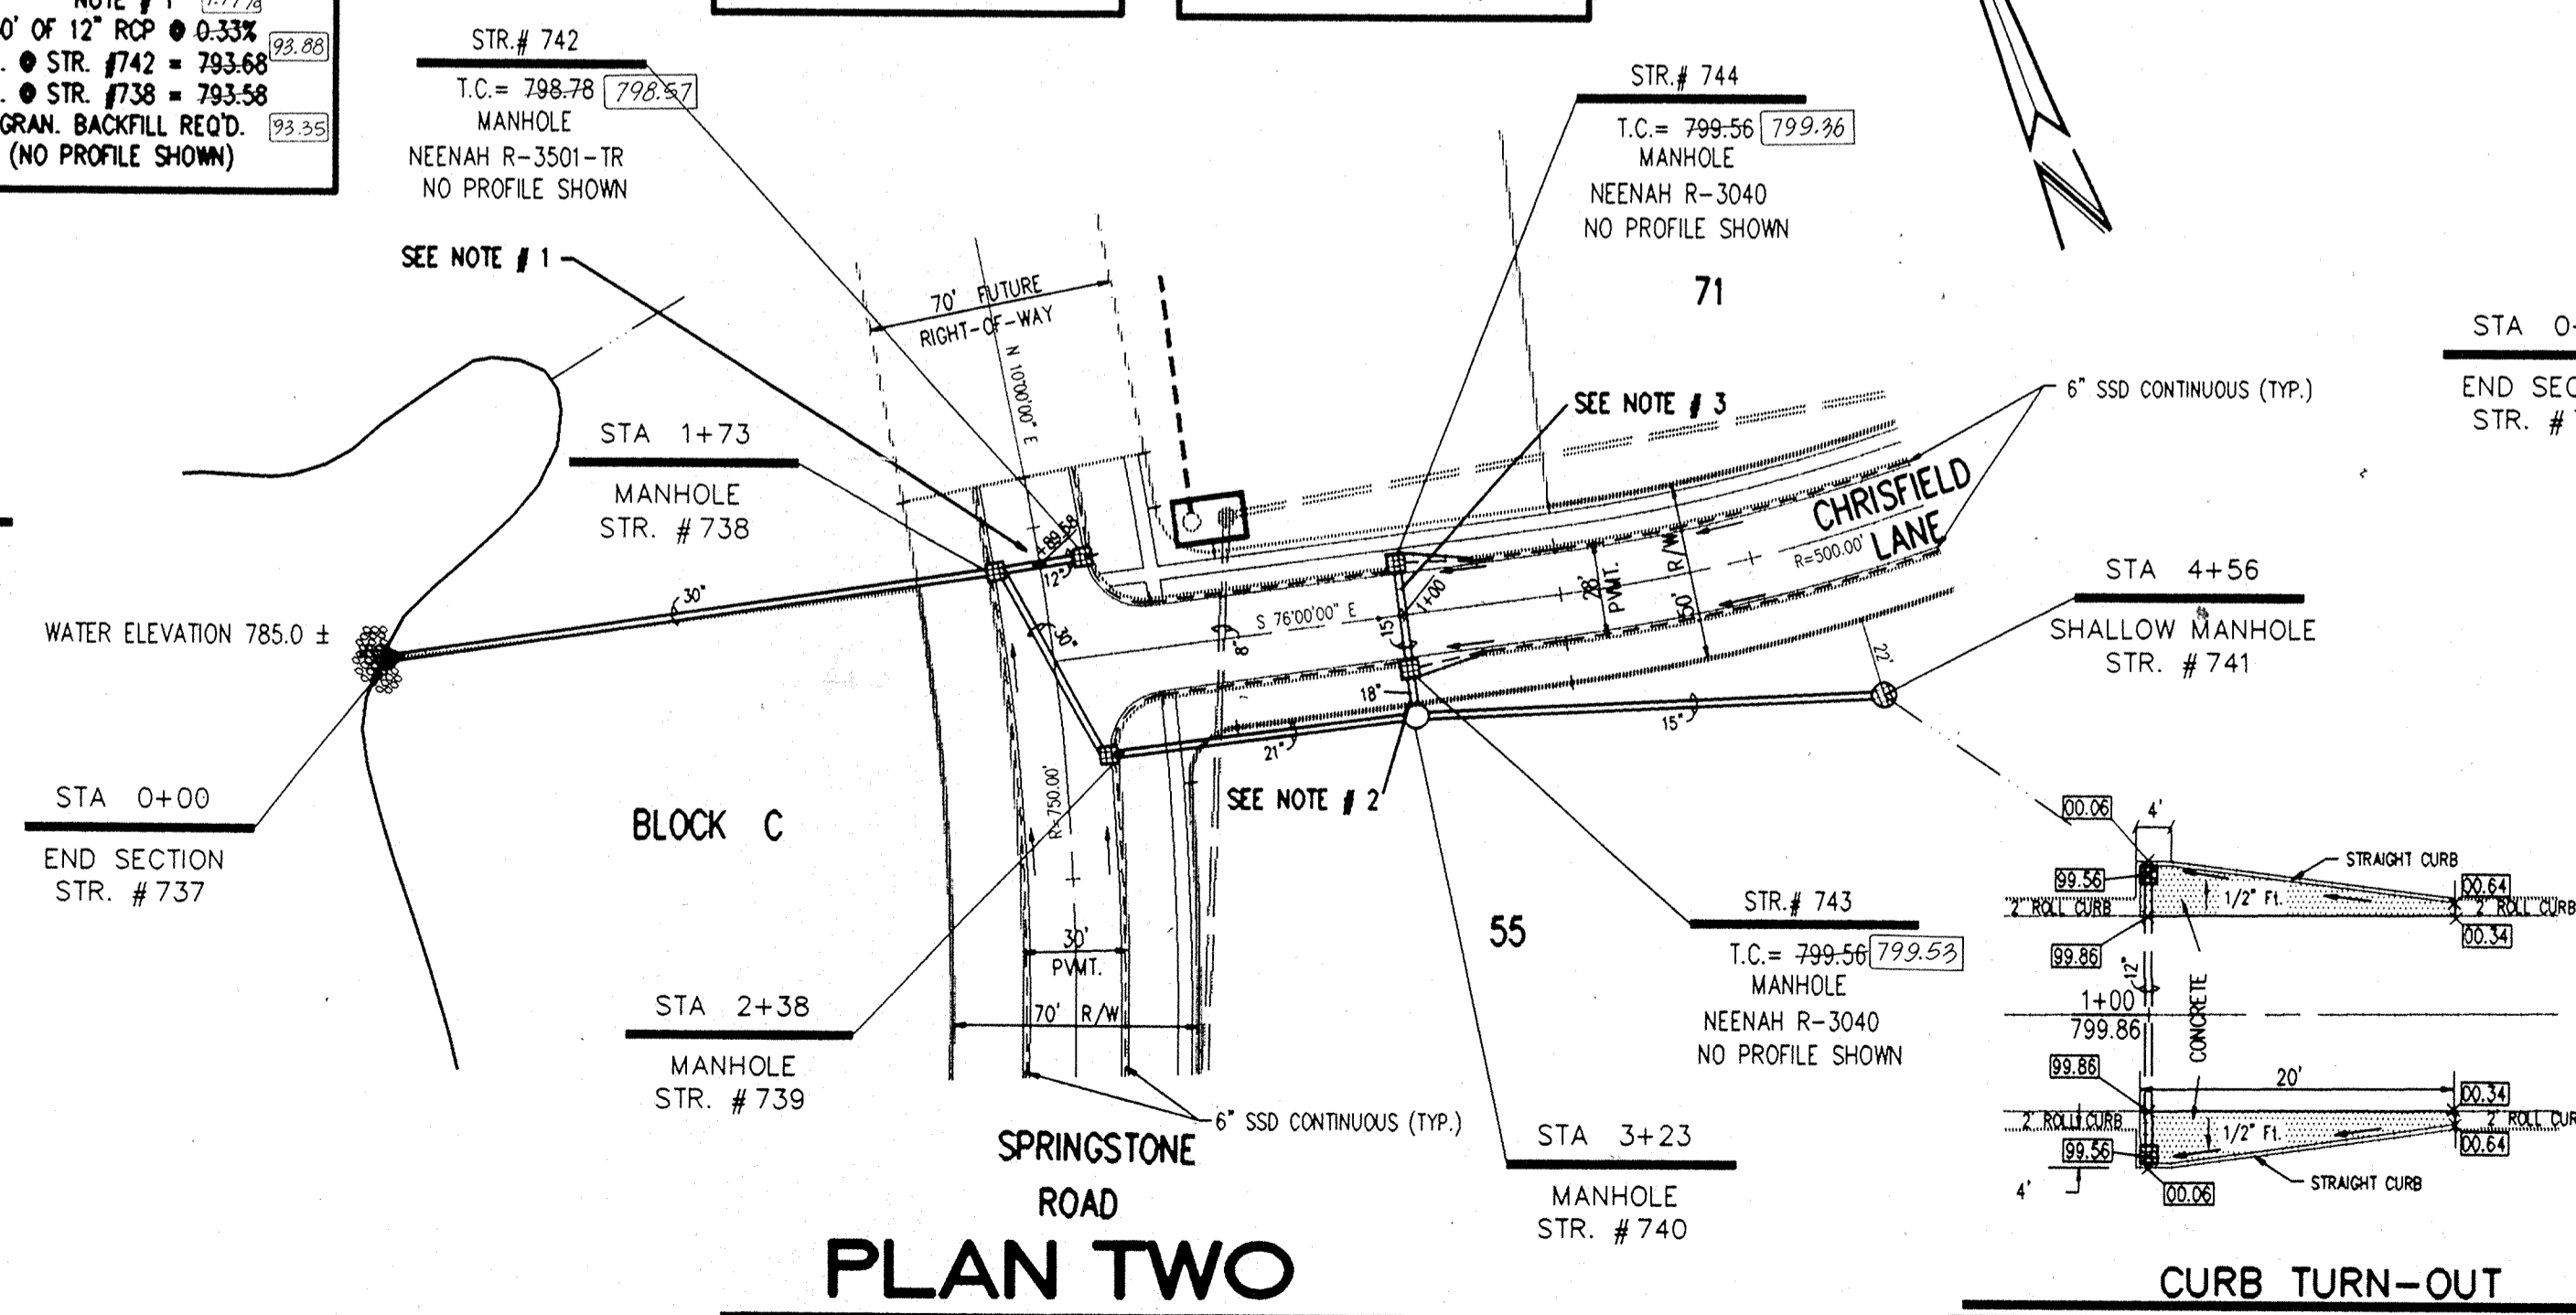 NOTE # 1
0' OF 12" RCP @ 0.33%
93.88
. @ STR. #742 = 793.68
. @ STR. #738 = 793.58
GRAN. BACKFILL REQ'D. 93.35
(NO PROFILE SHOWN)
STR.# 742
T.C.= 798.78 798.57
MANHOLE
NEENAH R-3501-TR
NO PROFILE SHOWN
STR.# 744
T.C.= 799.56 799.36
MANHOLE
NEENAH R-3040
NO PROFILE SHOWN
71
SEE NOTE # 1
70' FUTURE
RIGHT-OF-WAY
N 10°00'00" E
STA 0+
END SEC
STR. #
6" SSD CONTINUOUS (TYP.)
SEE NOTE # 3
STA 1+73
MANHOLE
STR. # 738
+89.58
12"
30"
30"
CHRISFIELD
LANE
R=500.00'
28'
PVMT.
50' R/W
1+00
15"
S 76°00'00" E
8"
WATER ELEVATION 785.0 ±
STA 4+56
SHALLOW MANHOLE
STR. # 741
22'
18"
15"
21"
SEE NOTE # 2
STA 0+00
END SECTION
STR. # 737
BLOCK C
R=750.00'
55
STR.# 743
T.C.= 799.56 799.53
MANHOLE
NEENAH R-3040
NO PROFILE SHOWN
30'
PVMT.
70' R/W
STA 2+38
MANHOLE
STR. # 739
6" SSD CONTINUOUS (TYP.)
SPRINGSTONE
ROAD
STA 3+23
MANHOLE
STR. # 740
PLAN TWO
00.06
4'
STRAIGHT CURB
99.56
00.64
1/2" Ft.
2' ROLL CURB
2' ROLL CURB
00.34
99.86
12"
1+00
799.86
CONCRETE
99.86
20'
00.34
2' ROLL CURB
2' ROLL CUR
1/2" Ft.
99.56
00.64
4'
00.06
STRAIGHT CURB
CURB TURN-OUT